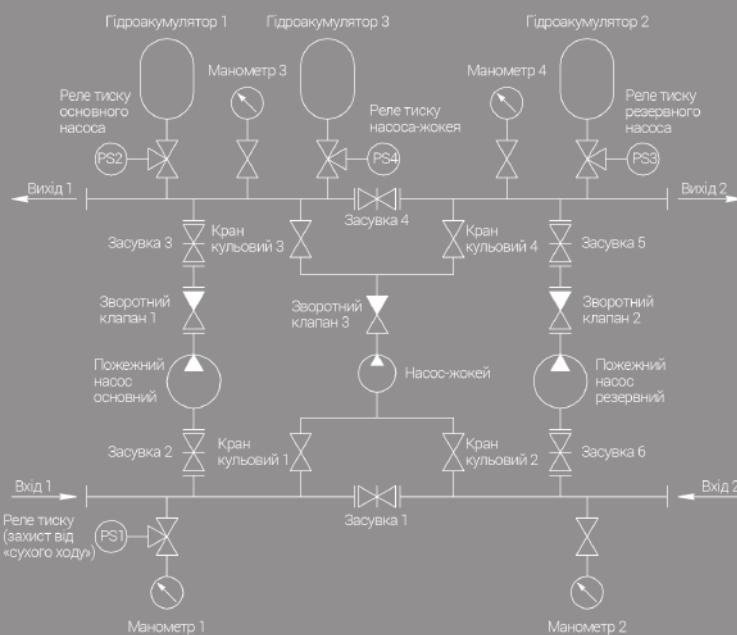 Гідроакумулятор 1
Гідроакумулятор 3
Гідроакумулятор 2
Манометр 3
Манометр 4
Реле тиску
основного
насоса
Реле тиску
насоса-жокея
Реле тиску
резервного
насоса
PS2
PS4
PS3
Вихід 1
Вихід 2
Засувка 4
Засувка 3
Кран
кульовий 3
Кран
кульовий 4
Засувка 5
Зворотний
клапан 1
Зворотний
клапан 3
Зворотний
клапан 2
Пожежний
насос
основний
Насос-жокей
Пожежний
насос
резервний
Засувка 2
Кран
кульовий 1
Кран
кульовий 2
Засувка 6
Вхід 1
Вхід 2
Засувка 1
Реле тиску
(захист від
«сухого ходу»)
PS1
Манометр 1
Манометр 2